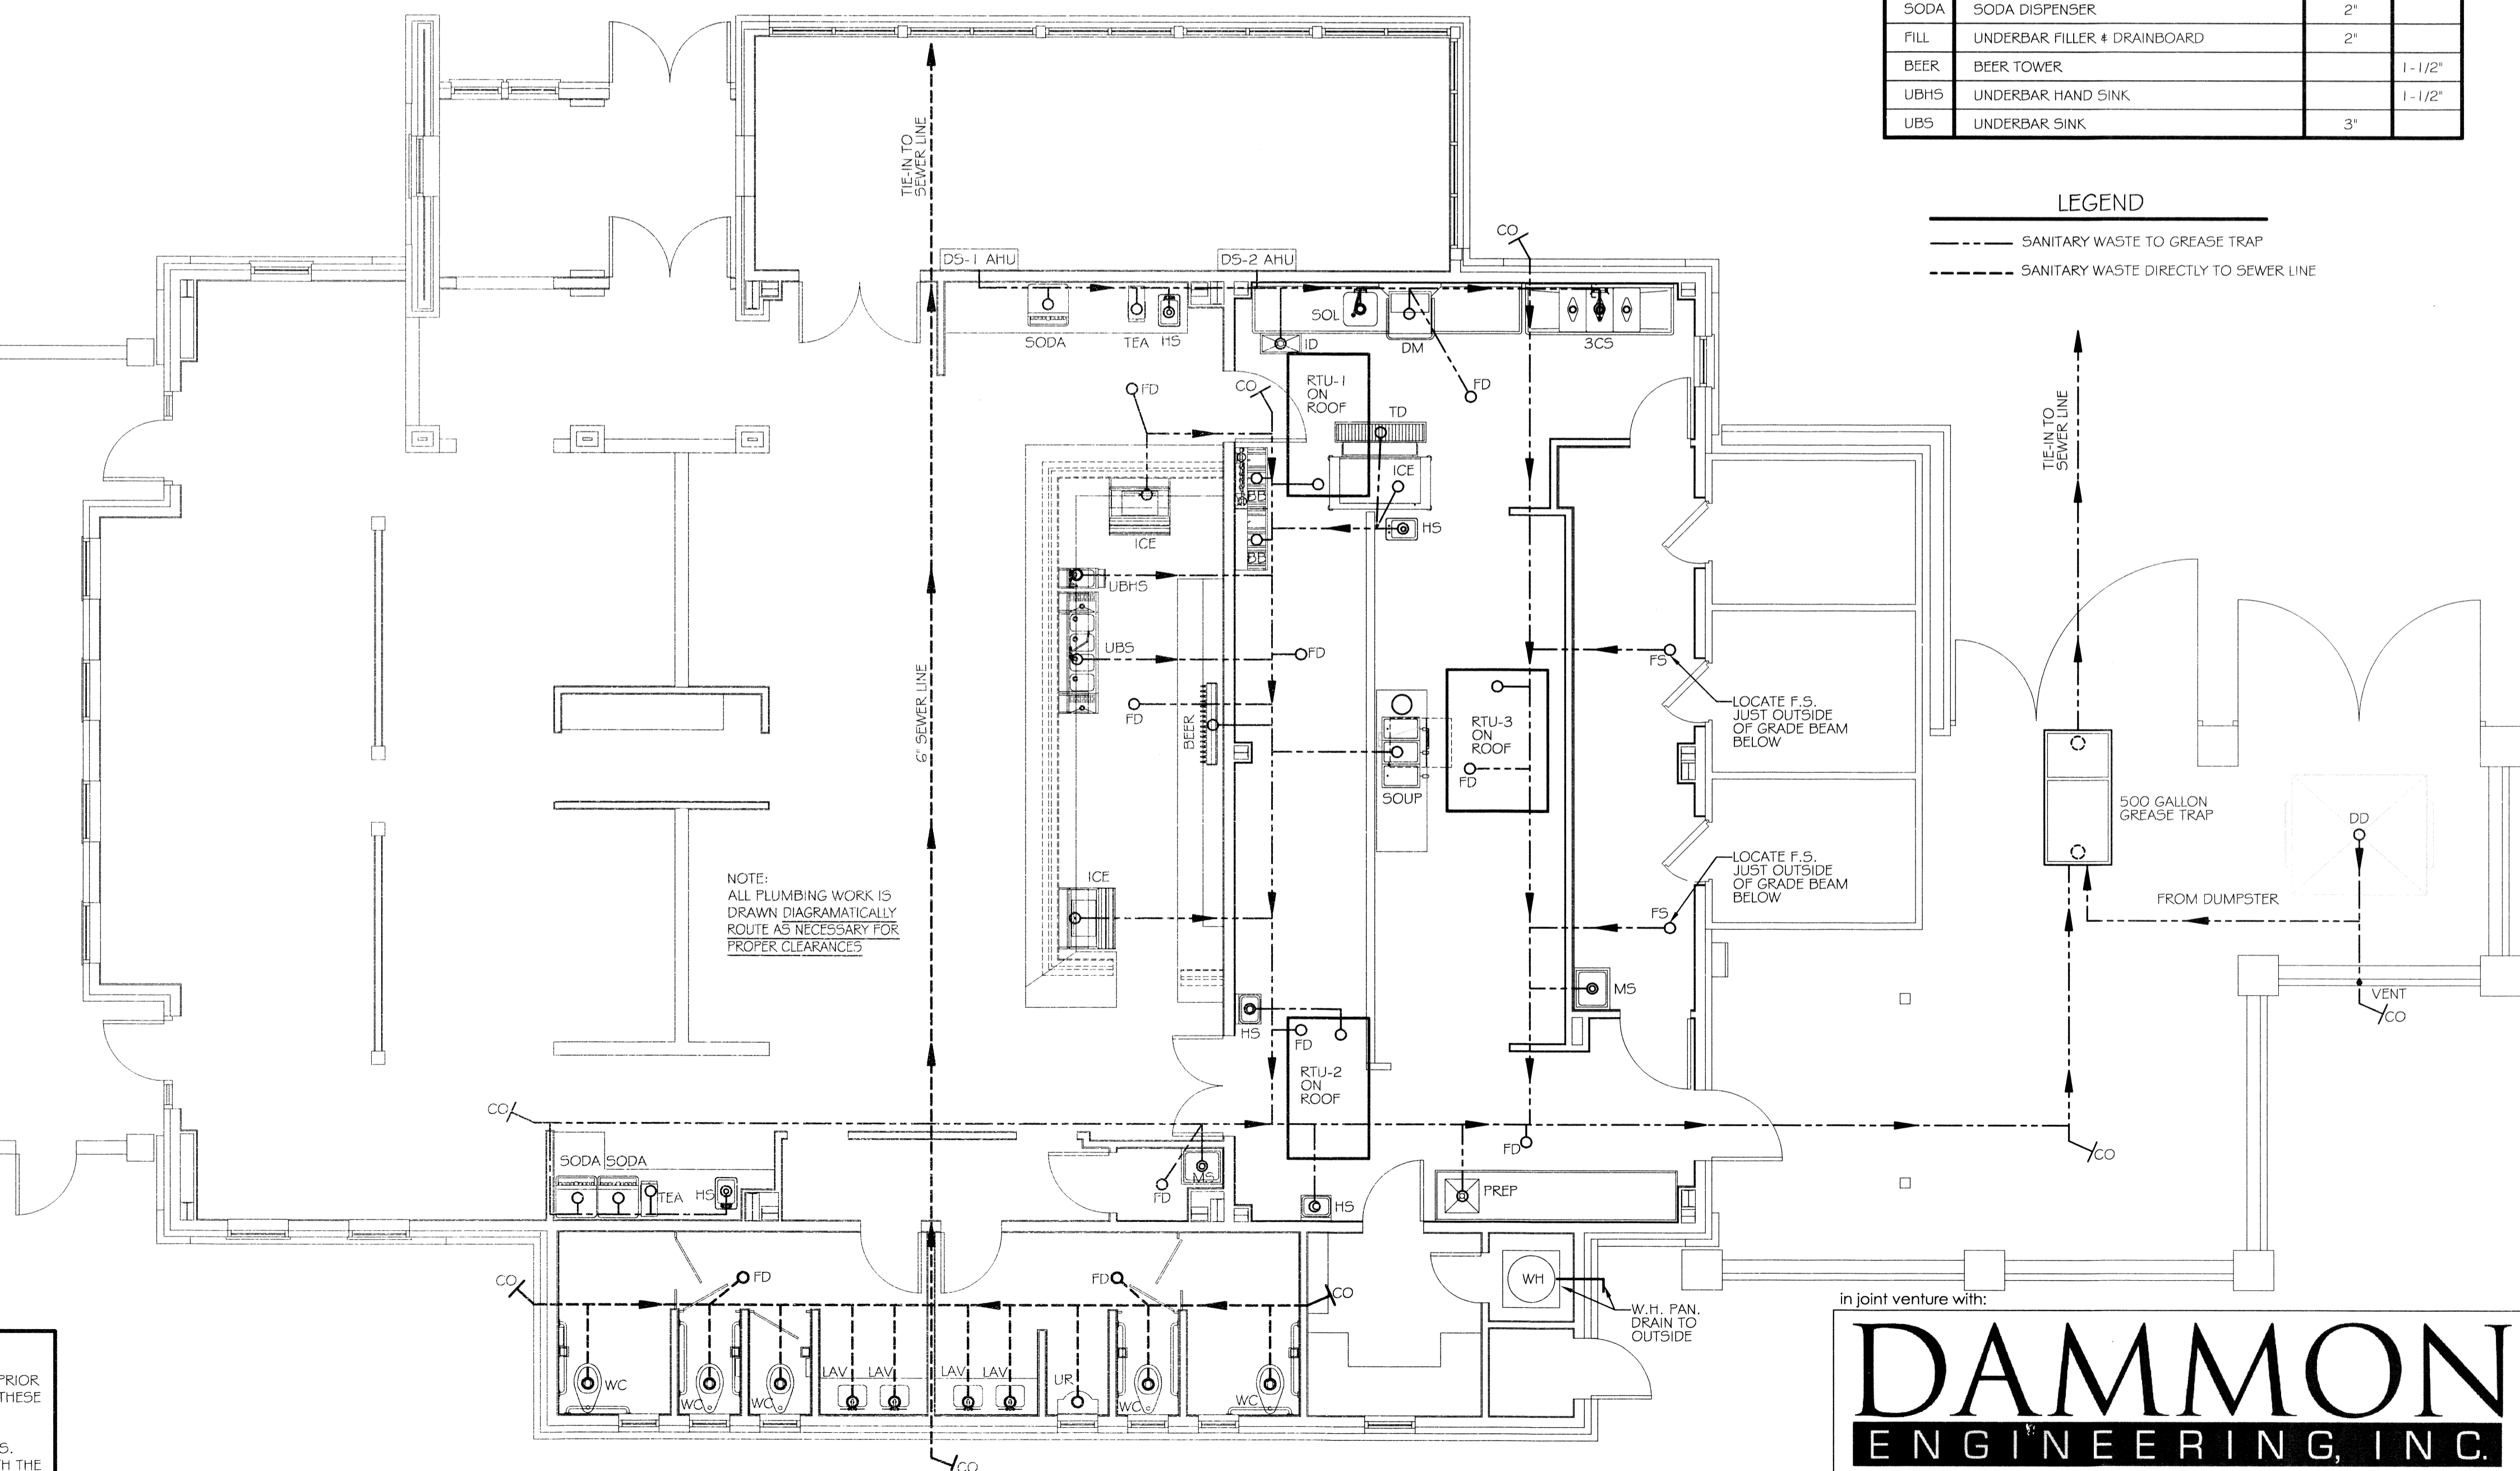 SODA SODA DISPENSER 2"
FILL UNDERBAR FILLER & DRAINBOARD 2"
BEER BEER TOWER 1-1/2"
UBHS UNDERBAR HAND SINK 1-1/2"
UBS UNDERBAR SINK 3"
LEGEND
SANITARY WASTE TO GREASE TRAP
SANITARY WASTE DIRECTLY TO SEWER LINE
TIE-IN TO
SEWER LINE
CO
DS-1 AHU
DS-2 AHU
SODA
TEA
HS
SOL
ID
DM
3CS
FD
CO
RTU-1
ON
ROOF
FD
TD
ICE
BB
HS
BB
ICE
TIE-IN TO
SEWER LINE
UBHS
UBS
FD
FS
FD
LOCATE F.S.
JUST OUTSIDE
OF GRADE BEAM
BELOW
6" SEWER LINE
BEER
RTU-3
ON
ROOF
FD
SOUP
500 GALLON
GREASE TRAP
DD
NOTE:
ALL PLUMBING WORK IS
DRAWN DIAGRAMATICALLY
ROUTE AS NECESSARY FOR
PROPER CLEARANCES
ICE
LOCATE F.S.
JUST OUTSIDE
OF GRADE BEAM
BELOW
FS
FROM DUMPSTER
MS
VENT
CO
HS
FD
RTU-2
ON
ROOF
CO
FD
CO
SODA SODA
TEA
HS
FD
MS
HS
PREP
CO
FD
FD
CO
WH
W.H. PAN.
DRAIN TO
OUTSIDE
WC
WC
WC
LAV
LAV
LAV
LAV
UR
WC
WC
CO
PRIOR
THESE
S.
TH THE
in joint venture with:
DAMMON
ENGINEERING, INC.